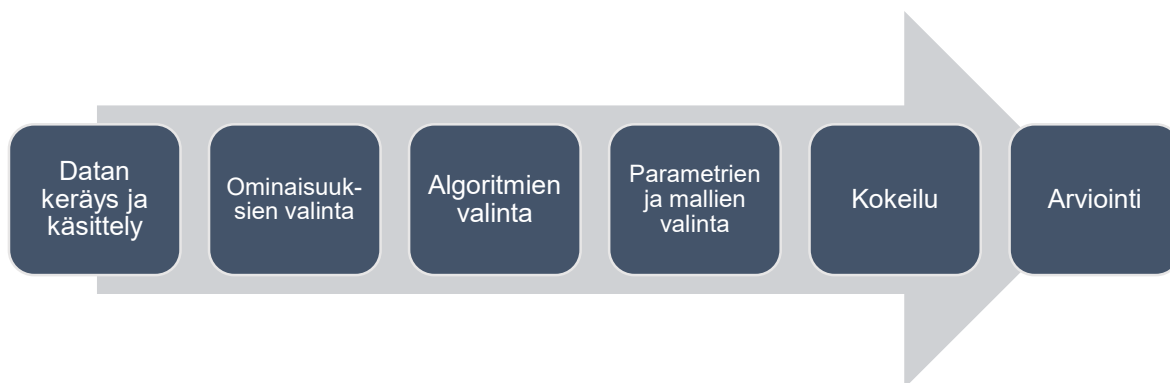 Datan
keräys ja
käsittely
Ominaisuuk-
sien valinta
Algoritmien
valinta
Parametrien
ja mallien
valinta
Kokeilu
Arviointi